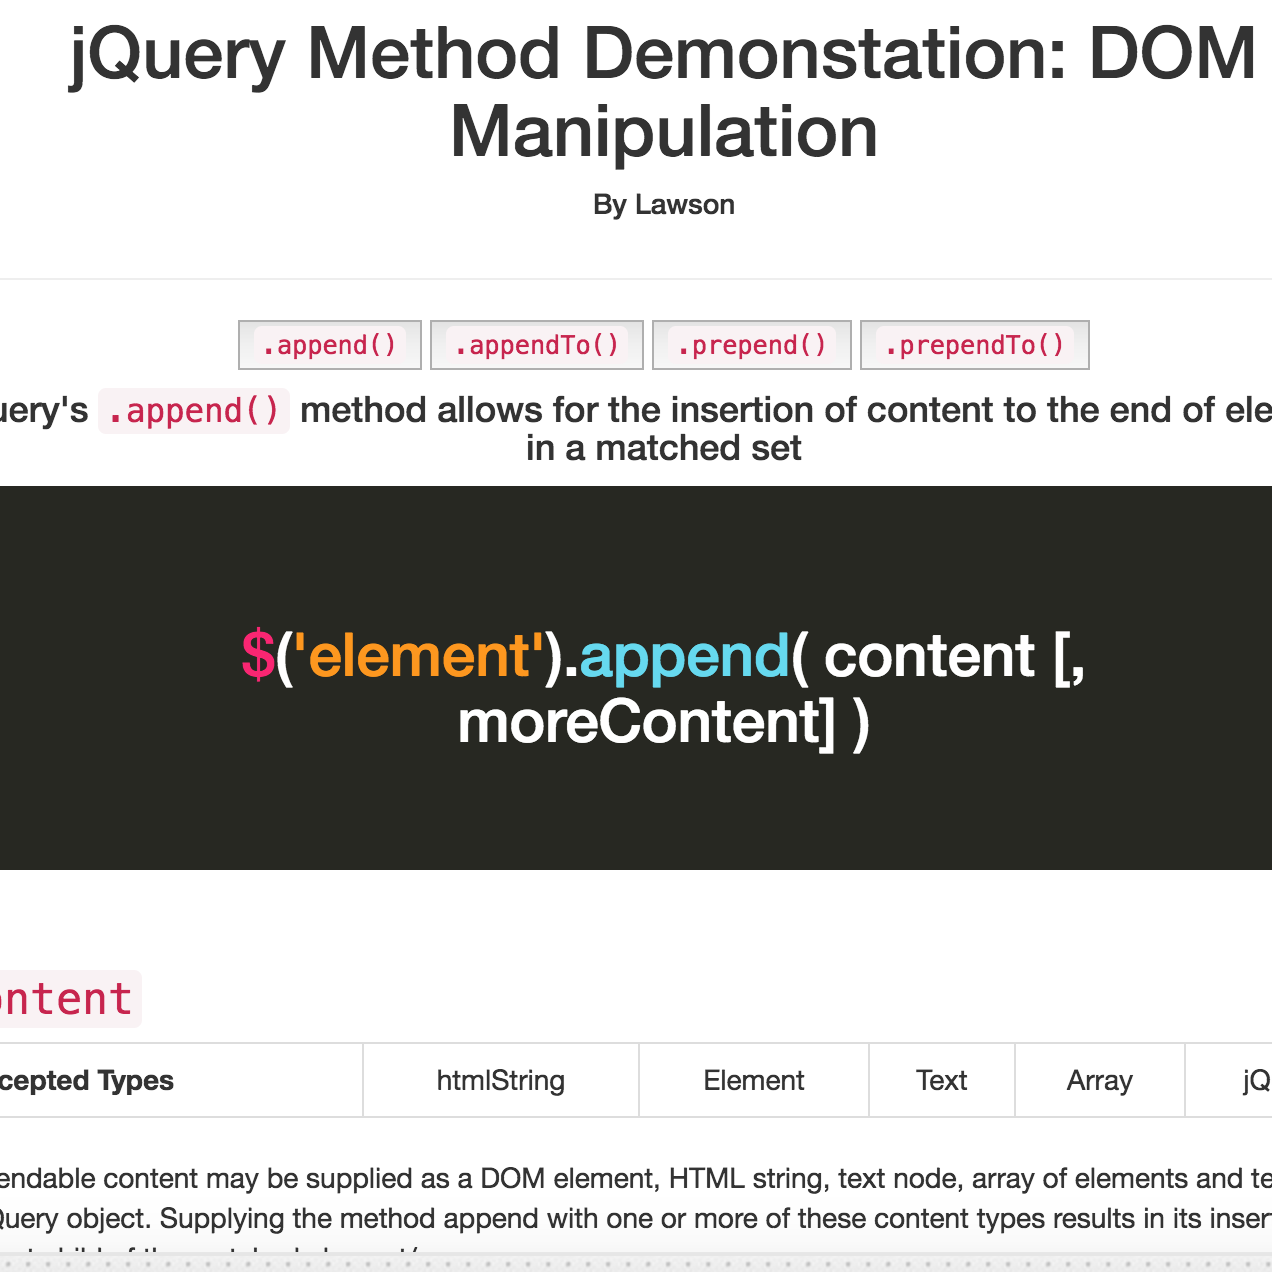 jQuery Method Demonstation: DOM
Manipulation
By Lawson
.append() .appendTo() .prepend() .prependTo()
uery's .append() method allows for the insertion of content to the end of ele
in a matched set
$('element').append( content [,
moreContent] )
ontent
cepted Types htmlString Element Text Array jQ
endable content may be supplied as a DOM element, HTML string, text node, array of elements and te
Query object. Supplying the method append with one or more of these content types results in its inser